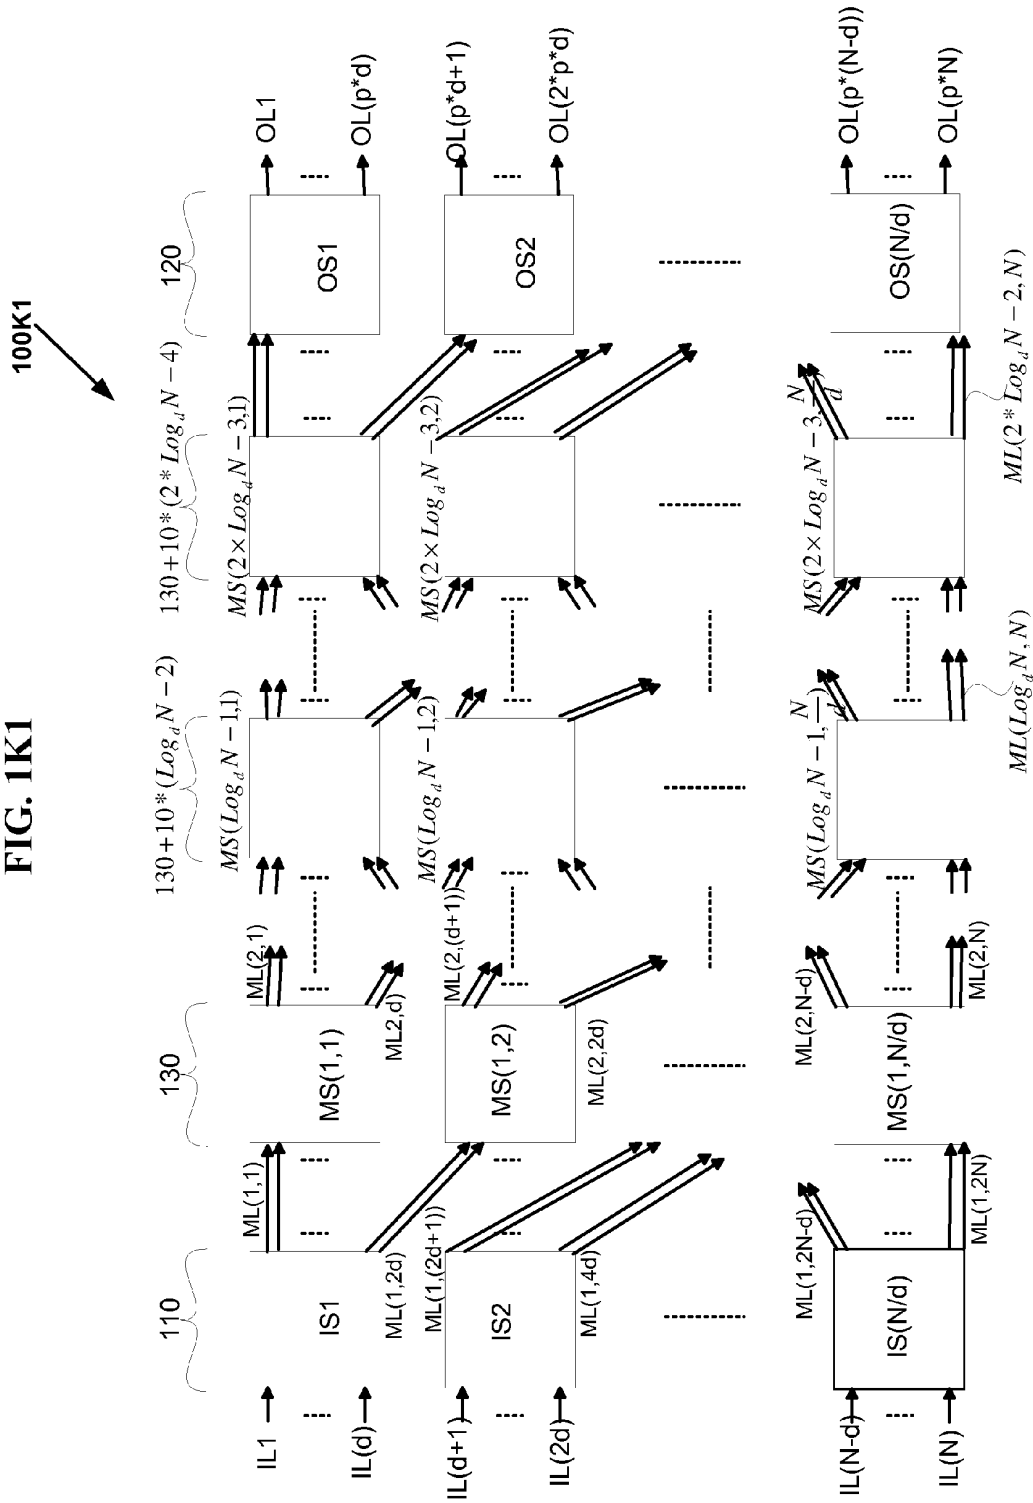 FIG. 1K1
100K1
110
130
130+10*(Log_d N−2)
130+10*(2*Log_d N−4)
120
IL1
IL(d)
IS1
ML(1,1)
ML(1,2d)
MS(1,1)
ML(2,1)
ML2,d)
MS(Log_d N−1,1)
MS(2×Log_d N−3,1)
OS1
OL1
OL(p*d)
IL(d+1)
IL(2d)
IS2
ML(1,(2d+1))
ML(1,4d)
MS(1,2)
ML(2,(d+1))
ML(2,2d)
MS(Log_d N−1,2)
MS(2×Log_d N−3,2)
OS2
OL(p*d+1)
OL(2*p*d)
IL(N-d)
IL(N)
IS(N/d)
ML(1,2N-d)
ML(1,2N)
MS(1,N/d)
ML(2,N-d)
ML(2,N)
MS(Log_d N−1,N/d)
ML(Log_d N,N)
MS(2×Log_d N−3,N/d)
ML(2*Log_d N−2,N)
OS(N/d)
OL(p*(N-d))
OL(p*N)